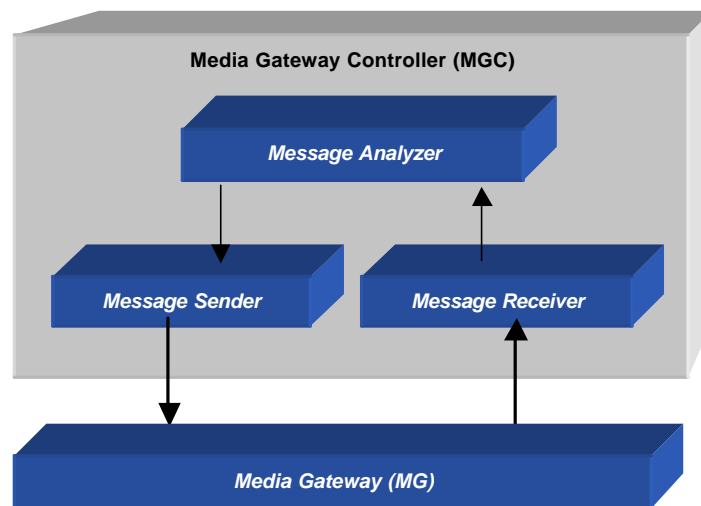 Media Gateway Controller (MGC)
Message Analyzer
Message Sender
Message Receiver
Media Gateway (MG)